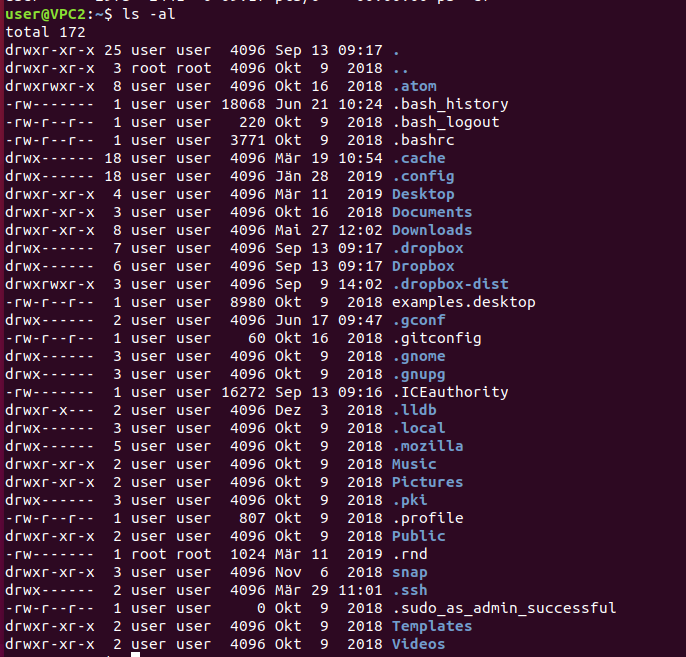 user@VPC2:~$ ls -al
total 172
drwxr-xr-x 25 user user  4096 Sep 13 09:17 .
drwxr-xr-x  3 root root  4096 Okt  9  2018 ..
drwxrwxr-x  8 user user  4096 Okt 16  2018 .atom
-rw-------  1 user user 18068 Jun 21 10:24 .bash_history
-rw-r--r--  1 user user   220 Okt  9  2018 .bash_logout
-rw-r--r--  1 user user  3771 Okt  9  2018 .bashrc
drwx------ 18 user user  4096 Mär 19 10:54 .cache
drwx------ 18 user user  4096 Jän 28  2019 .config
drwxr-xr-x  4 user user  4096 Mär 11  2019 Desktop
drwxr-xr-x  3 user user  4096 Okt 16  2018 Documents
drwxr-xr-x  8 user user  4096 Mai 27 12:02 Downloads
drwx------  7 user user  4096 Sep 13 09:17 .dropbox
drwx------  6 user user  4096 Sep 13 09:17 Dropbox
drwxrwxr-x  3 user user  4096 Sep  9 14:02 .dropbox-dist
-rw-r--r--  1 user user  8980 Okt  9  2018 examples.desktop
drwx------  2 user user  4096 Jun 17 09:47 .gconf
-rw-r--r--  1 user user    60 Okt 16  2018 .gitconfig
drwx------  3 user user  4096 Okt  9  2018 .gnome
drwx------  3 user user  4096 Okt  9  2018 .gnupg
-rw-------  1 user user 16272 Sep 13 09:16 .ICEauthority
drwxr-x---  2 user user  4096 Dez  3  2018 .lldb
drwx------  3 user user  4096 Okt  9  2018 .local
drwx------  5 user user  4096 Okt  9  2018 .mozilla
drwxr-xr-x  2 user user  4096 Okt  9  2018 Music
drwxr-xr-x  2 user user  4096 Okt  9  2018 Pictures
drwx------  3 user user  4096 Okt  9  2018 .pki
-rw-r--r--  1 user user   807 Okt  9  2018 .profile
drwxr-xr-x  2 user user  4096 Okt  9  2018 Public
-rw-------  1 root root  1024 Mär 11  2019 .rnd
drwxr-xr-x  3 user user  4096 Nov  6  2018 snap
drwx------  2 user user  4096 Mär 29 11:01 .ssh
-rw-r--r--  1 user user     0 Okt  9  2018 .sudo_as_admin_successful
drwxr-xr-x  2 user user  4096 Okt  9  2018 Templates
drwxr-xr-x  2 user user  4096 Okt  9  2018 Videos